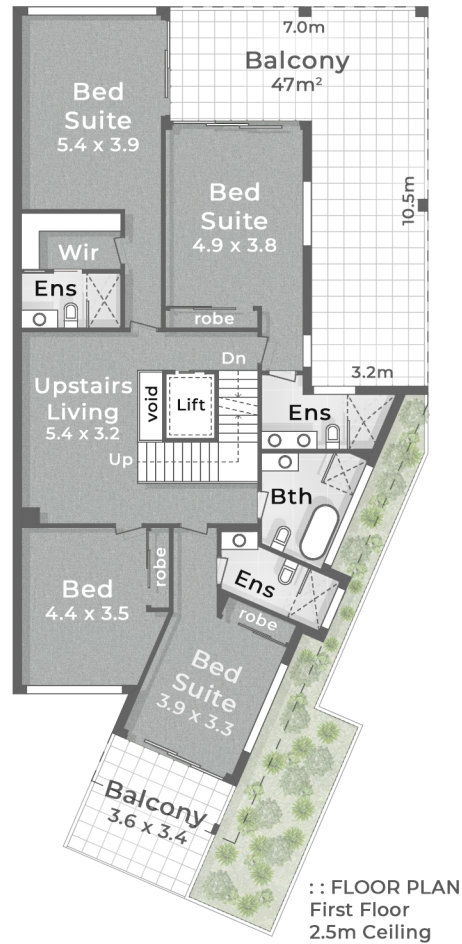 7.0m
Balcony
47m²
Bed
Suite
5.4 x 3.9
Bed
Suite
4.9 x 3.8
10.5m
Wir
Ens
robe
Dn
3.2m
Upstairs
Living
5.4 x 3.2
void
Lift
Ens
Up
Bth
robe
Ens
Bed
4.4 x 3.5
robe
Bed
Suite
3.9 x 3.3
Balcony
3.6 x 3.4
: : FLOOR PLAN
First Floor
2.5m Ceiling